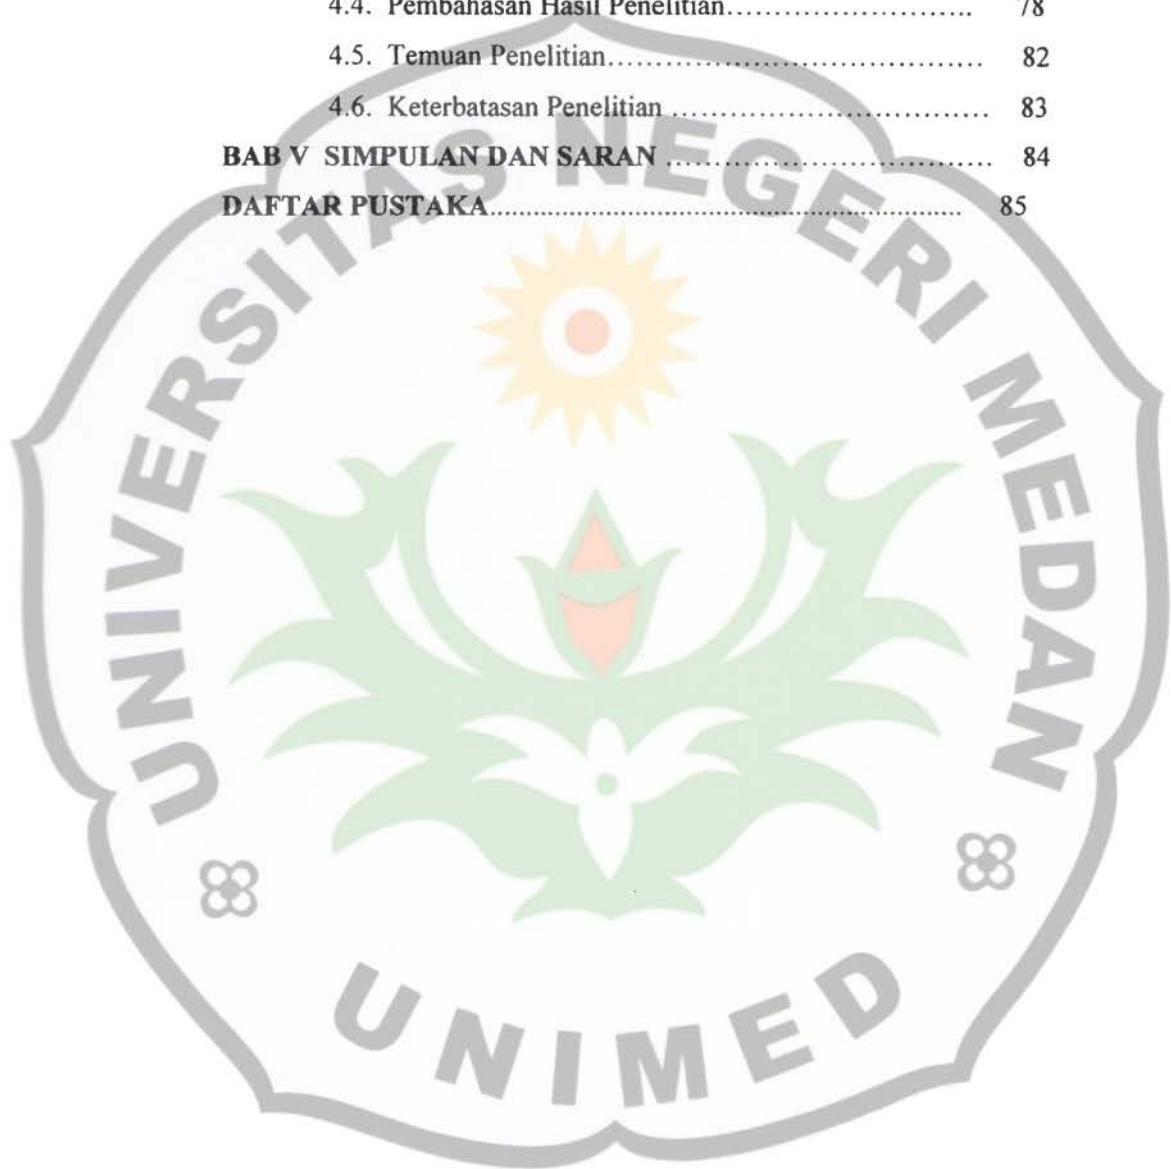 4.4. Pembahasan Hasil Penelitian............................ 78
4.5. Temuan Penelitian....................................... 82
4.6. Keterbatasan Penelitian ................................. 83
BAB V SIMPULAN DAN SARAN .................................. 84
DAFTAR PUSTAKA................................................................ 85
UNIVERSITAS NEGERI MEDAN
UNIMED